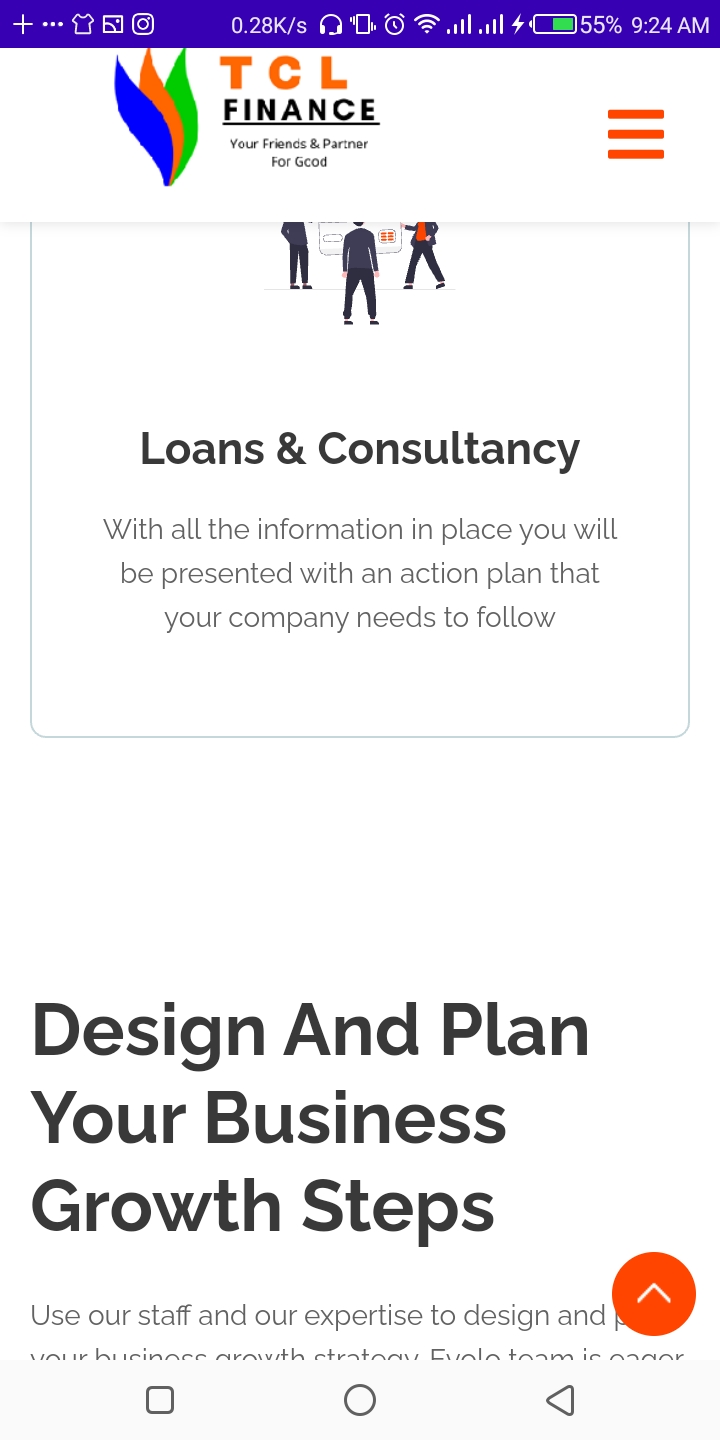 0.28K/s 55% 9:24 AM
TCL
FINANCE
Your Friends & Partner
For Good
Loans & Consultancy
With all the information in place you will
be presented with an action plan that
your company needs to follow
Design And Plan
Your Business
Growth Steps
Use our staff and our expertise to design and
your business growth strategy. Evolo team is eager